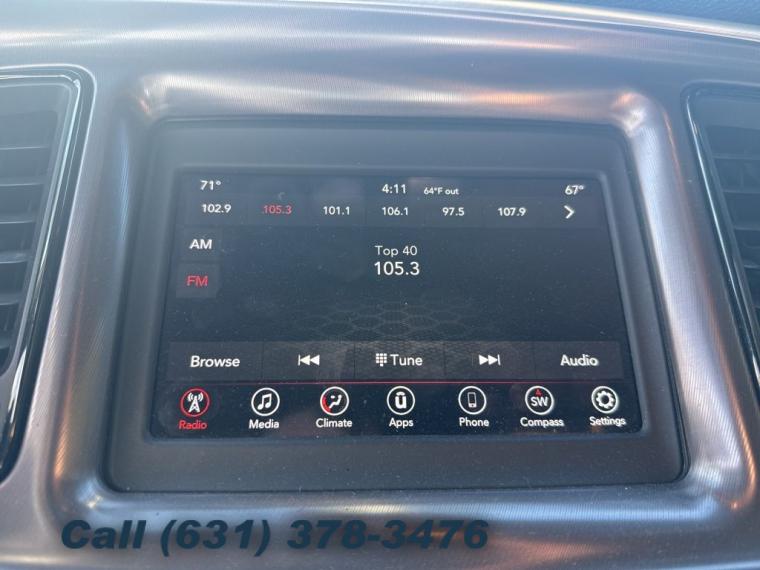 71° 4:11 64°F out 67°
102.9 105.3 101.1 106.1 97.5 107.9
AM
Top 40
105.3
FM
Browse Tune Audio
SW
Radio Media Climate Apps Phone Compass Settings
Call (631) 378-3476